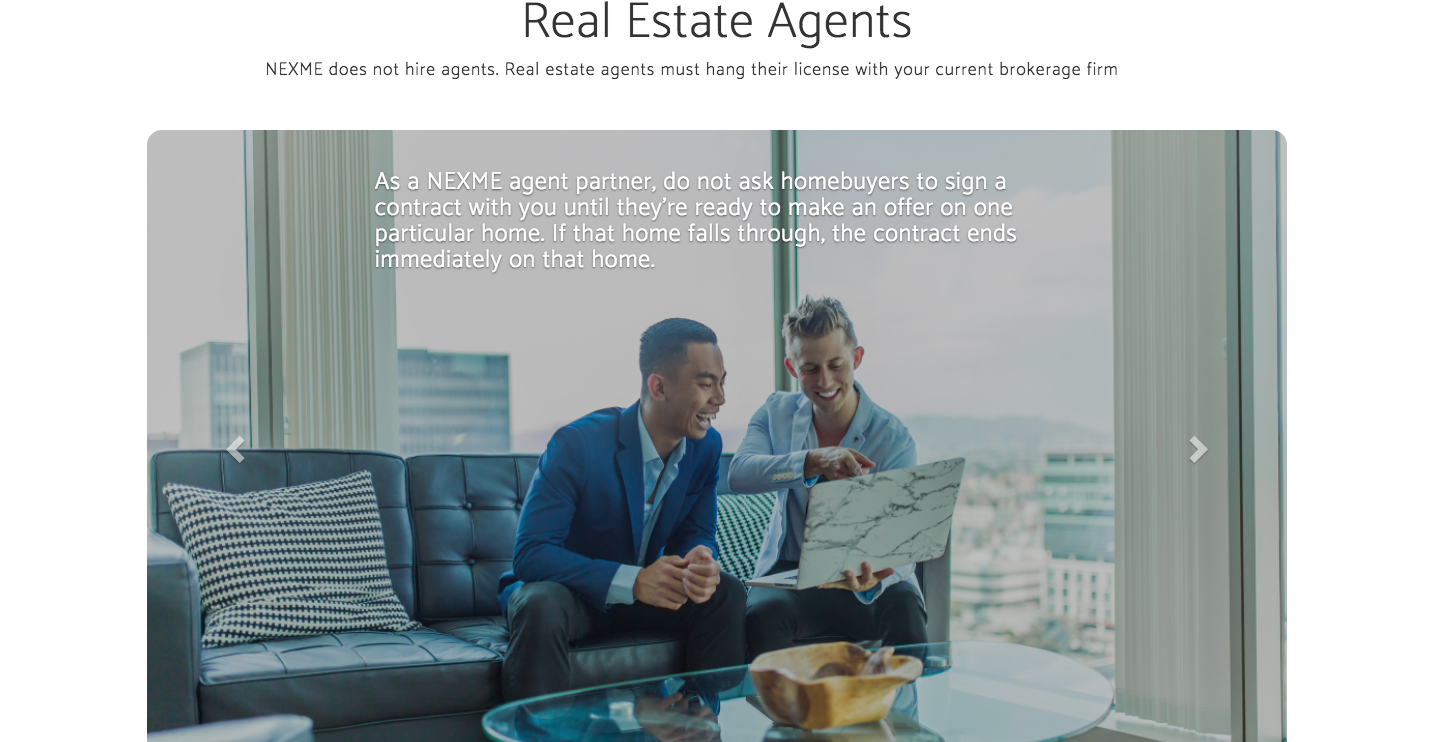 Real Estate Agents
NEXME does not hire agents. Real estate agents must hang their license with your current brokerage firm
As a NEXME agent partner, do not ask homebuyers to sign a
contract with you until they're ready to make an offer on one
particular home. If that home falls through, the contract ends
immediately on that home.